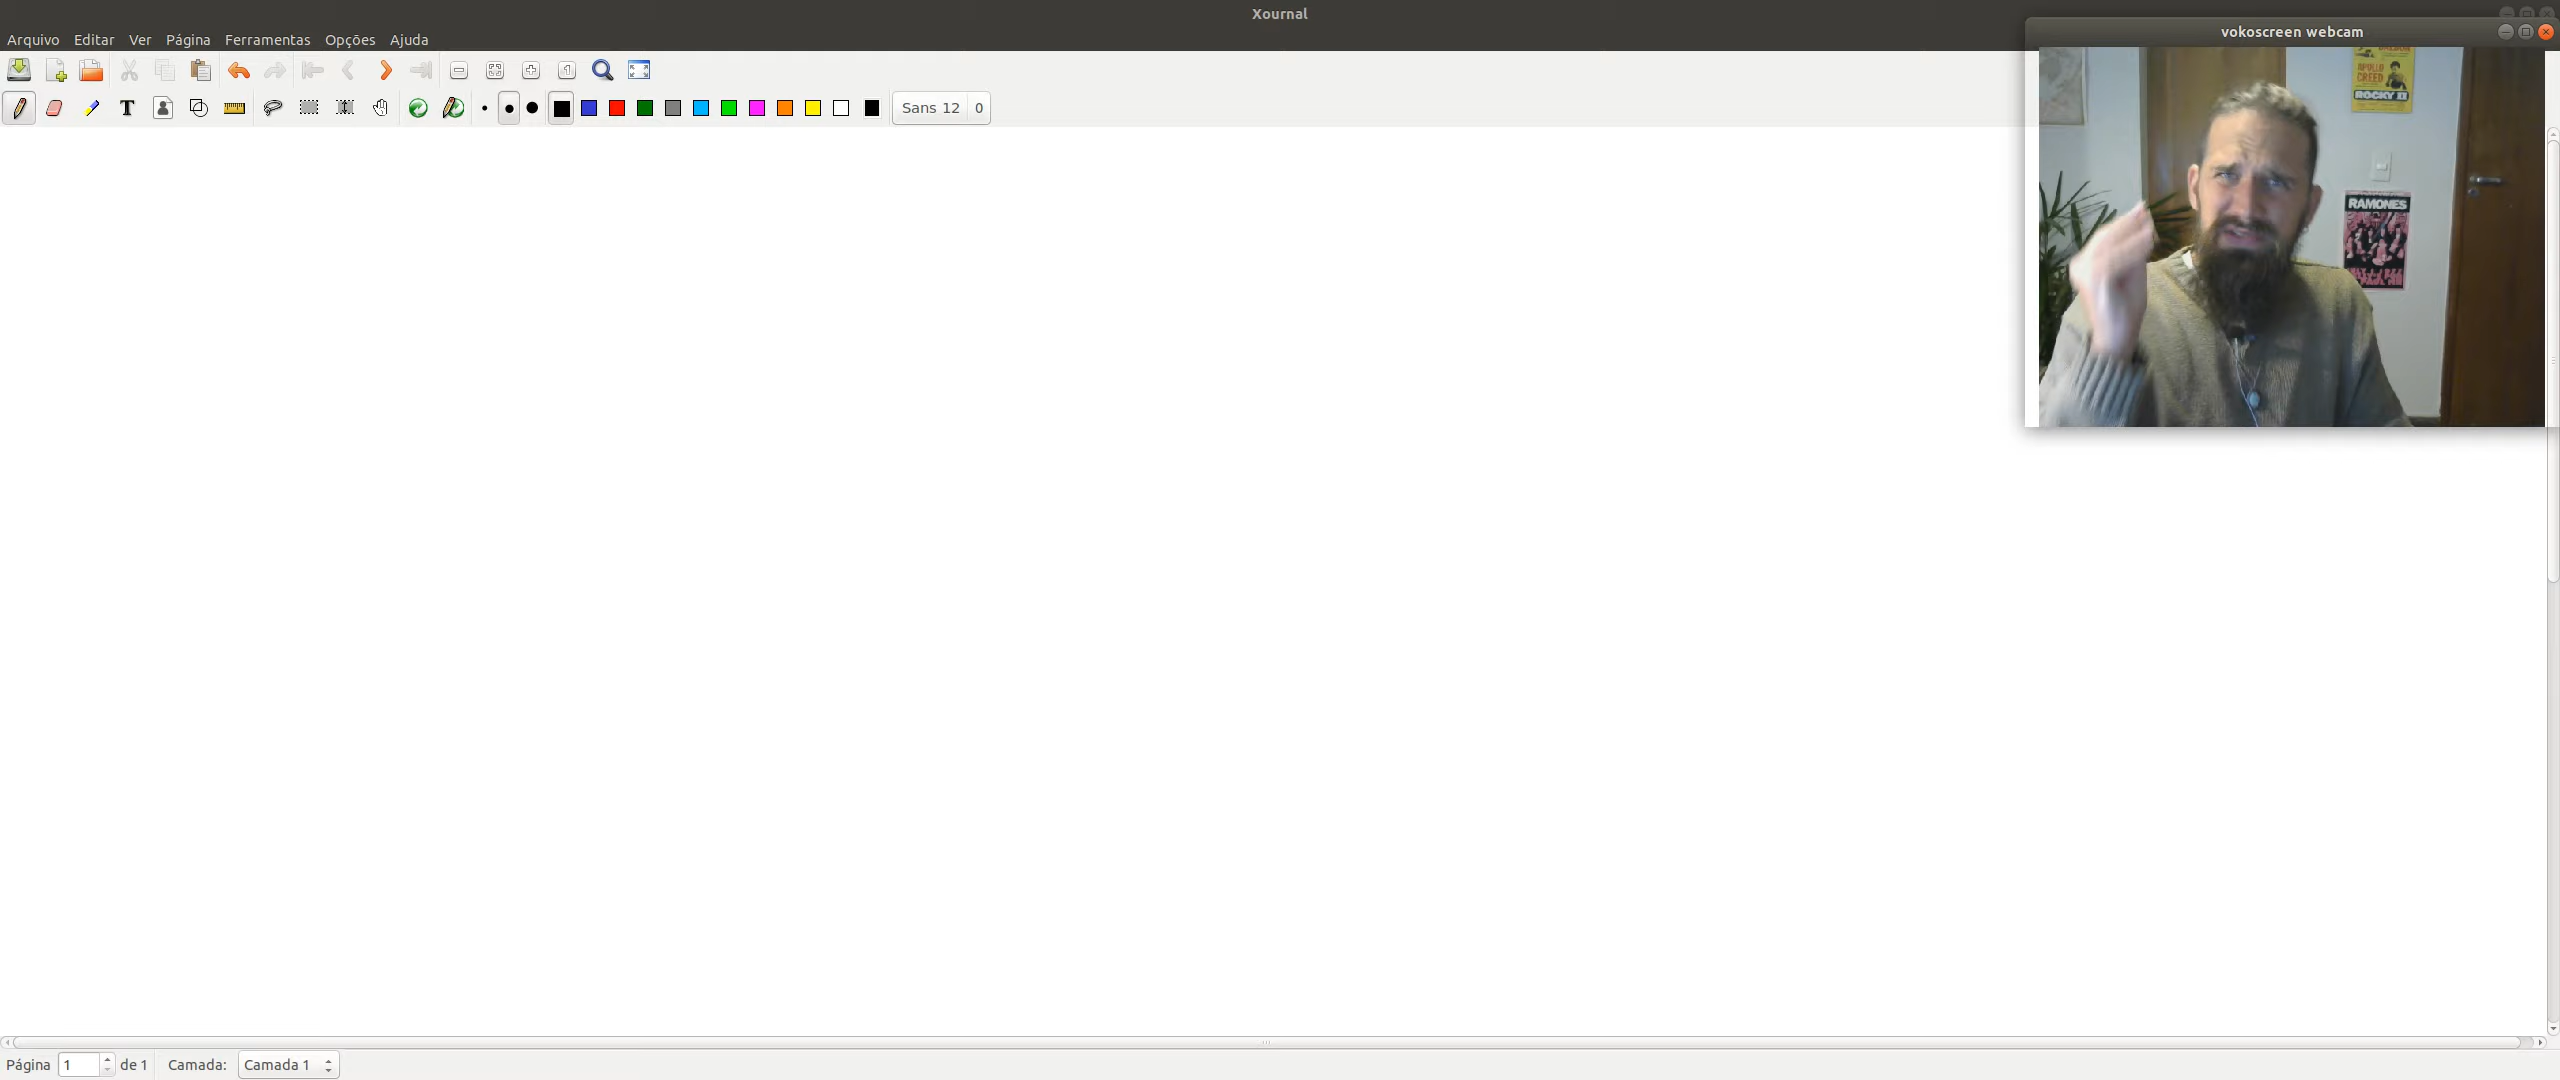 Xournal
Arquivo Editar Ver Página Ferramentas Opções Ajuda
vokoscreen webcam
T
Sans 12 0
APOLLO
CREED
ROCKY II
RAMONES
Página 1 de 1 Camada: Camada 1